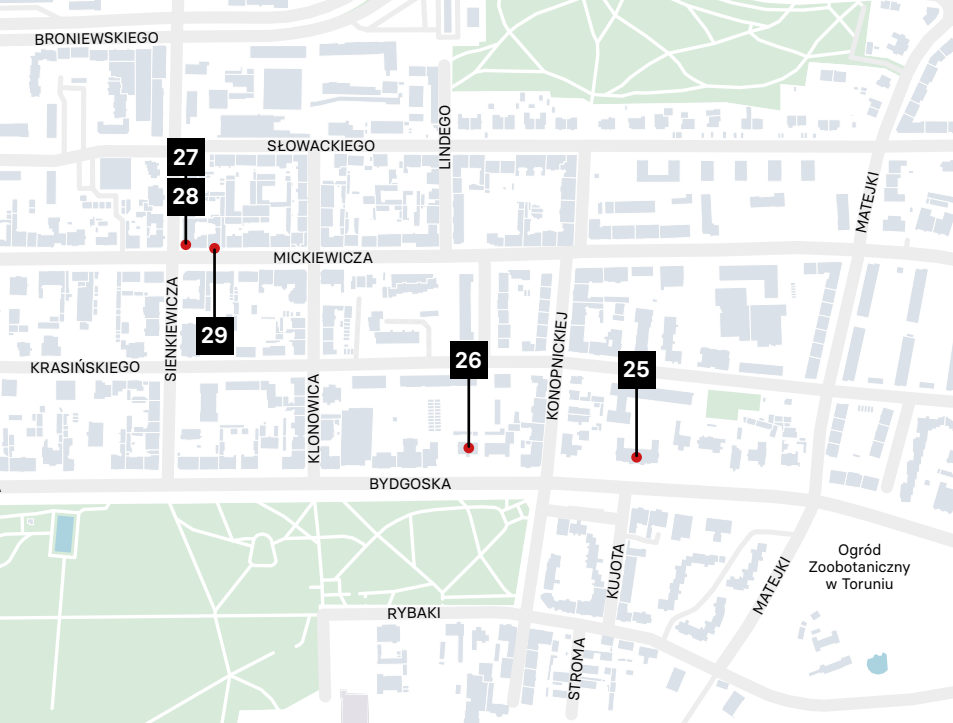 BRONIEWSKIEGO
LINDEGO
SŁOWACKIEGO
27
28
MATEJKI
MICKIEWICZA
SIENKIEWICZA
29
KONOPNICKIEJ
26
25
KRASIŃSKIEGO
KLONOWICA
BYDGOSKA
Ogród
Zoobotaniczny
w Toruniu
KUJOTA
MATEJKI
RYBAKI
STROMA